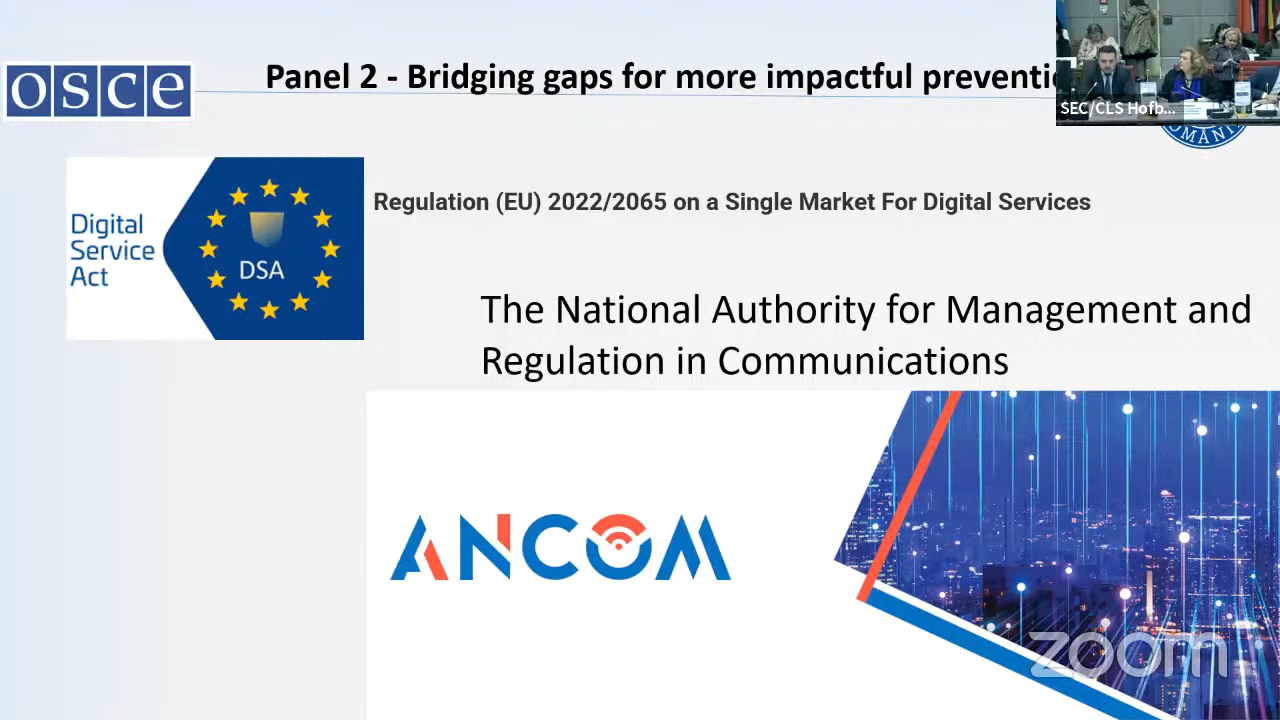 Panel 2 - Bridging gaps for more impactful preventi
SEC/CLS Hofb...
osce
Digital
Service
Act
DSA
Regulation (EU) 2022/2065 on a Single Market For Digital Services
The National Authority for Management and
Regulation in Communications
ANCOM
zoom